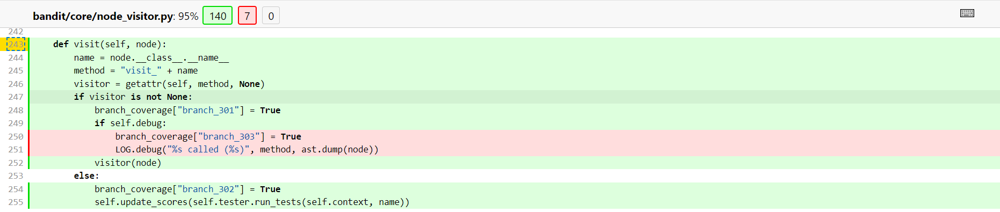 bandit/core/node_visitor.py: 95% 140 7 0
242
243 def visit(self, node):
244 name = node.__class__.__name__
245 method = "visit_" + name
246 visitor = getattr(self, method, None)
247 if visitor is not None:
248 branch_coverage["branch_301"] = True
249 if self.debug:
250 branch_coverage["branch_303"] = True
251 LOG.debug("%s called (%s)", method, ast.dump(node))
252 visitor(node)
253 else:
254 branch_coverage["branch_302"] = True
255 self.update_scores(self.tester.run_tests(self.context, name))